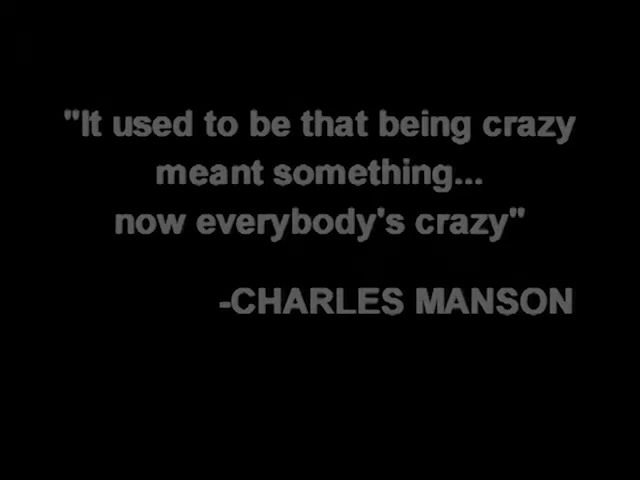 "It used to be that being crazy
meant something...
now everybody's crazy"
-CHARLES MANSON